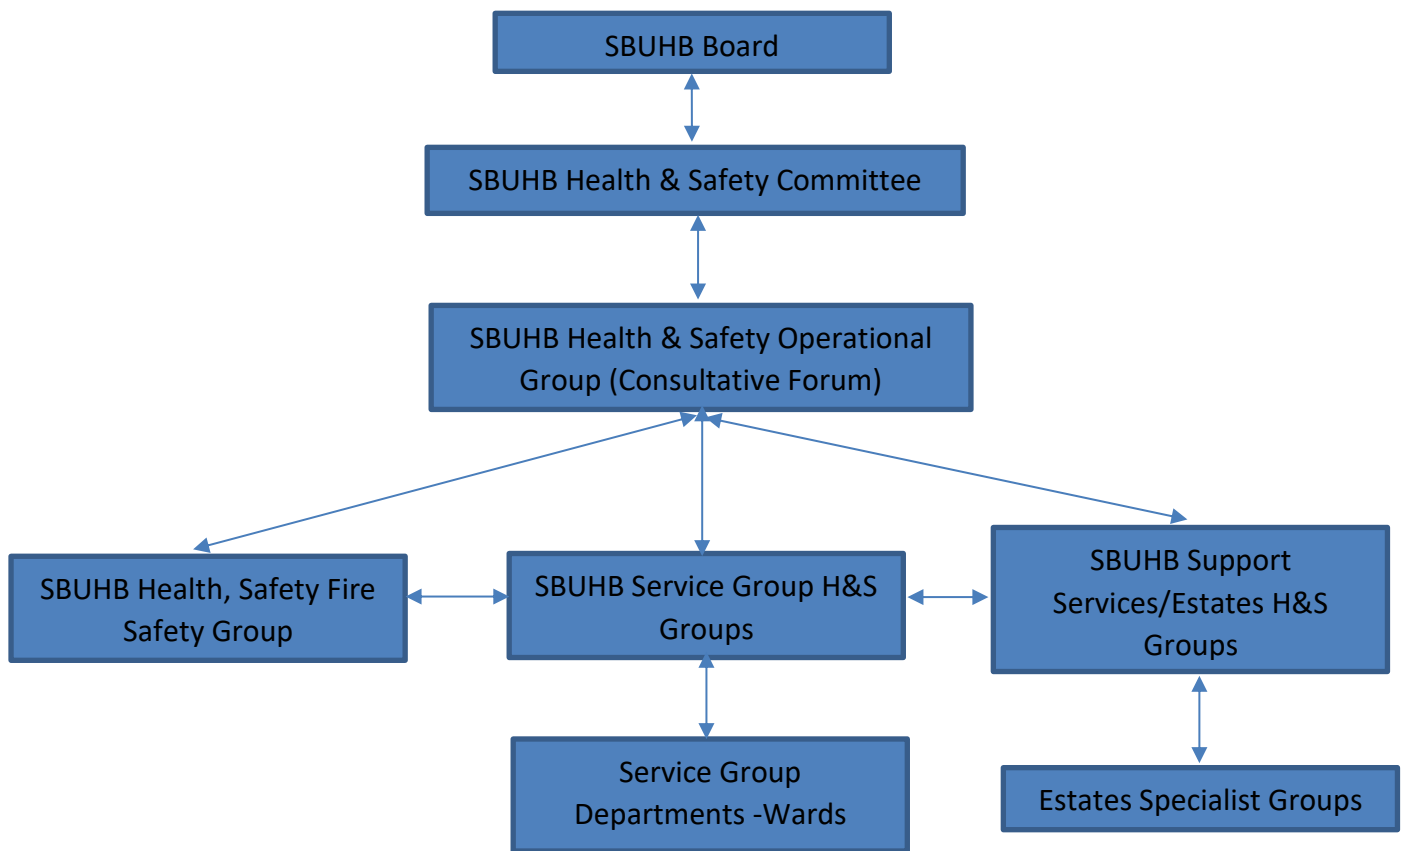 SBUHB Board
SBUHB Health & Safety Committee
SBUHB Health & Safety Operational
Group (Consultative Forum)
SBUHB Health, Safety Fire
Safety Group
SBUHB Service Group H&S
Groups
SBUHB Support
Services/Estates H&S
Groups
Service Group
Departments -Wards
Estates Specialist Groups